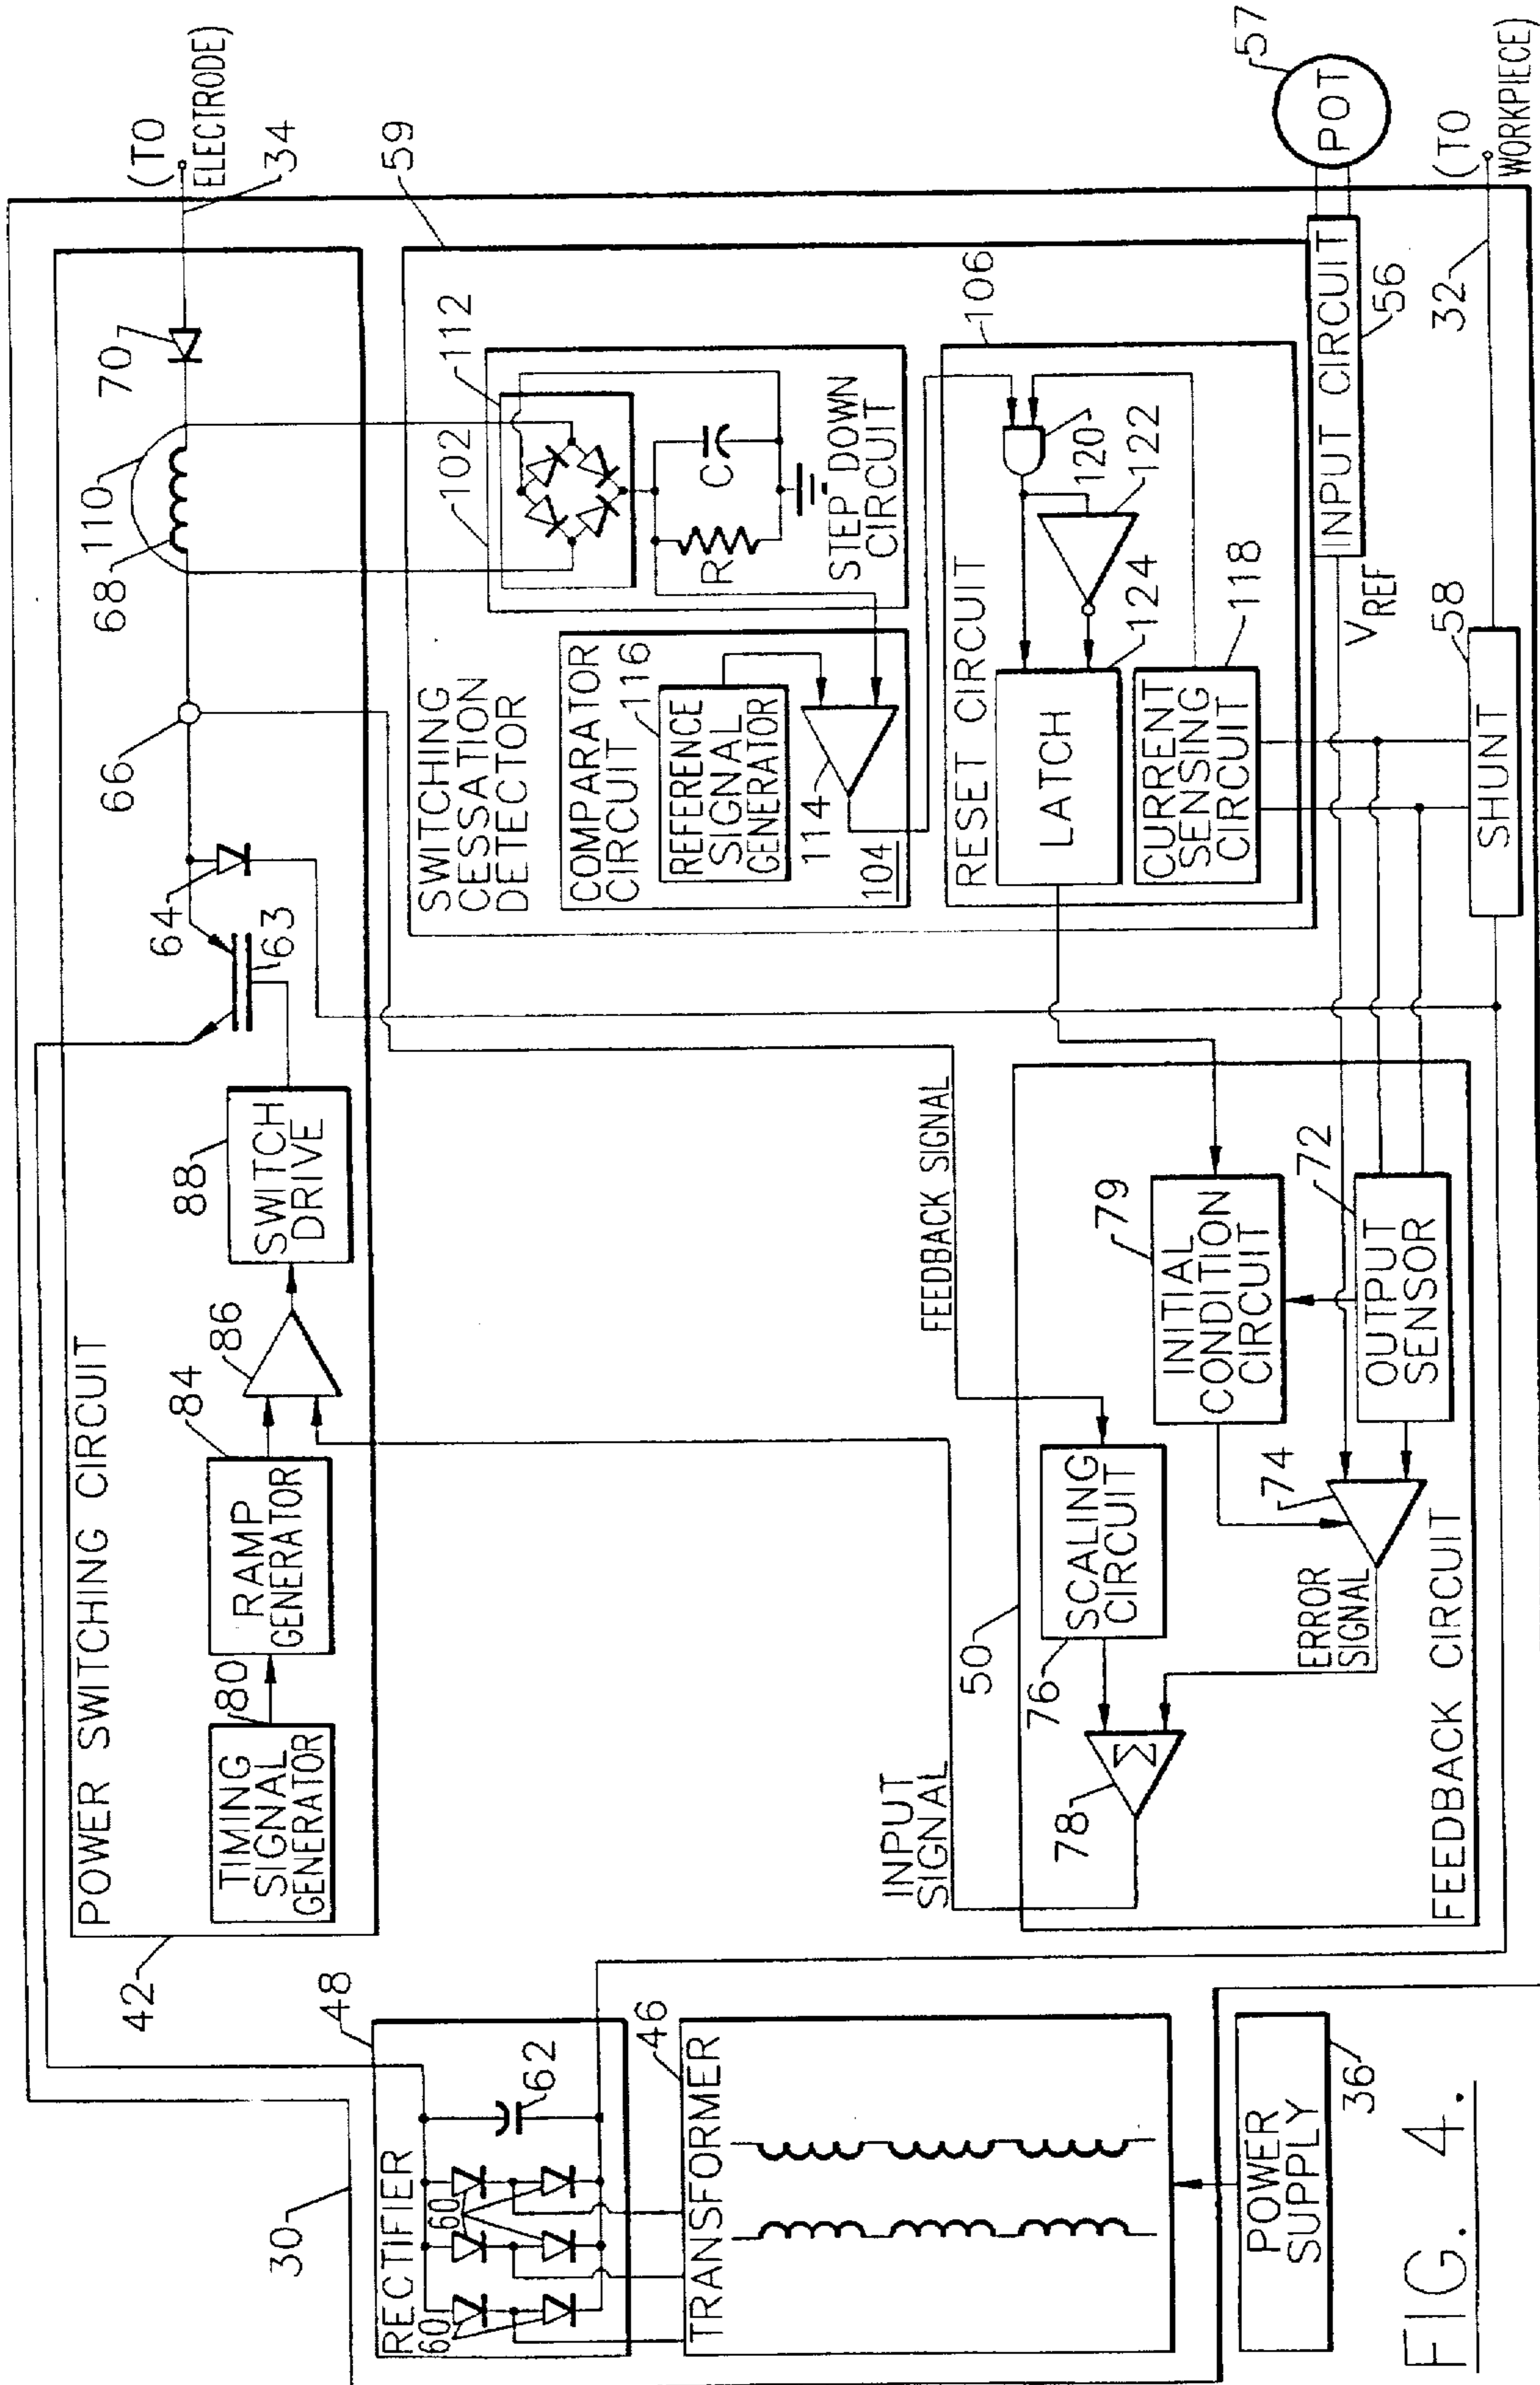 30
42
POWER SWITCHING CIRCUIT
TIMING
SIGNAL
GENERATOR
80
RAMP
GENERATOR
84
86
SWITCH
DRIVE
88
63
64
66
68
110
70
(TO
ELECTRODE)
34
RECTIFIER
48
60
60
62
TRANSFORMER
46
POWER
SUPPLY
36
INPUT
SIGNAL
FEEDBACK SIGNAL
50
SCALING
CIRCUIT
76
78
Σ
INITIAL
CONDITION
CIRCUIT
79
OUTPUT
SENSOR
72
74
ERROR
SIGNAL
FEEDBACK CIRCUIT
SWITCHING
CESSATION
DETECTOR
59
102
112
R
C
STEP DOWN
CIRCUIT
COMPARATOR
CIRCUIT
REFERENCE
SIGNAL
GENERATOR
116
114
104
RESET CIRCUIT
106
LATCH
124
122
120
CURRENT
SENSING
CIRCUIT
118
VREF
INPUT CIRCUIT
56
POT
57
SHUNT
58
32
(TO
WORKPIECE)
FIG. 4.